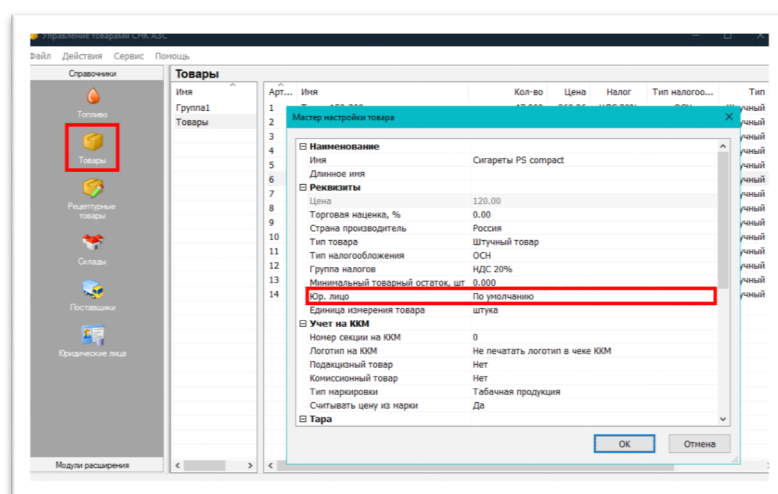 Управление товарами СНК АЗС
Файл Действия Сервис Помощь
Справочники
Топливо
Товары
Рецептурные
товары
Склады
Поставщики
Юридические лица
Модули расширения
Товары
Имя
Группа1
Товары
Арт... Имя Кол-во Цена Налог Тип налогоо... Тип
1
2
3
4
5
6
7
8
9
10
11
12
13
14
Мастер настройки товара
Наименование
Имя Сигареты PS compact
Длинное имя
Реквизиты
Цена 120.00
Торговая наценка, % 0.00
Страна производитель Россия
Тип товара Штучный товар
Тип налогообложения ОСН
Группа налогов НДС 20%
Минимальный товарный остаток, шт 0.000
Юр. лицо По умолчанию
Единица измерения товара штука
Учет на ККМ
Номер секции на ККМ 0
Логотип на ККМ Не печатать логотип в чеке ККМ
Подакцизный товар Нет
Комиссионный товар Нет
Тип маркировки Табачная продукция
Считывать цену из марки Да
Тара
ОК Отмена